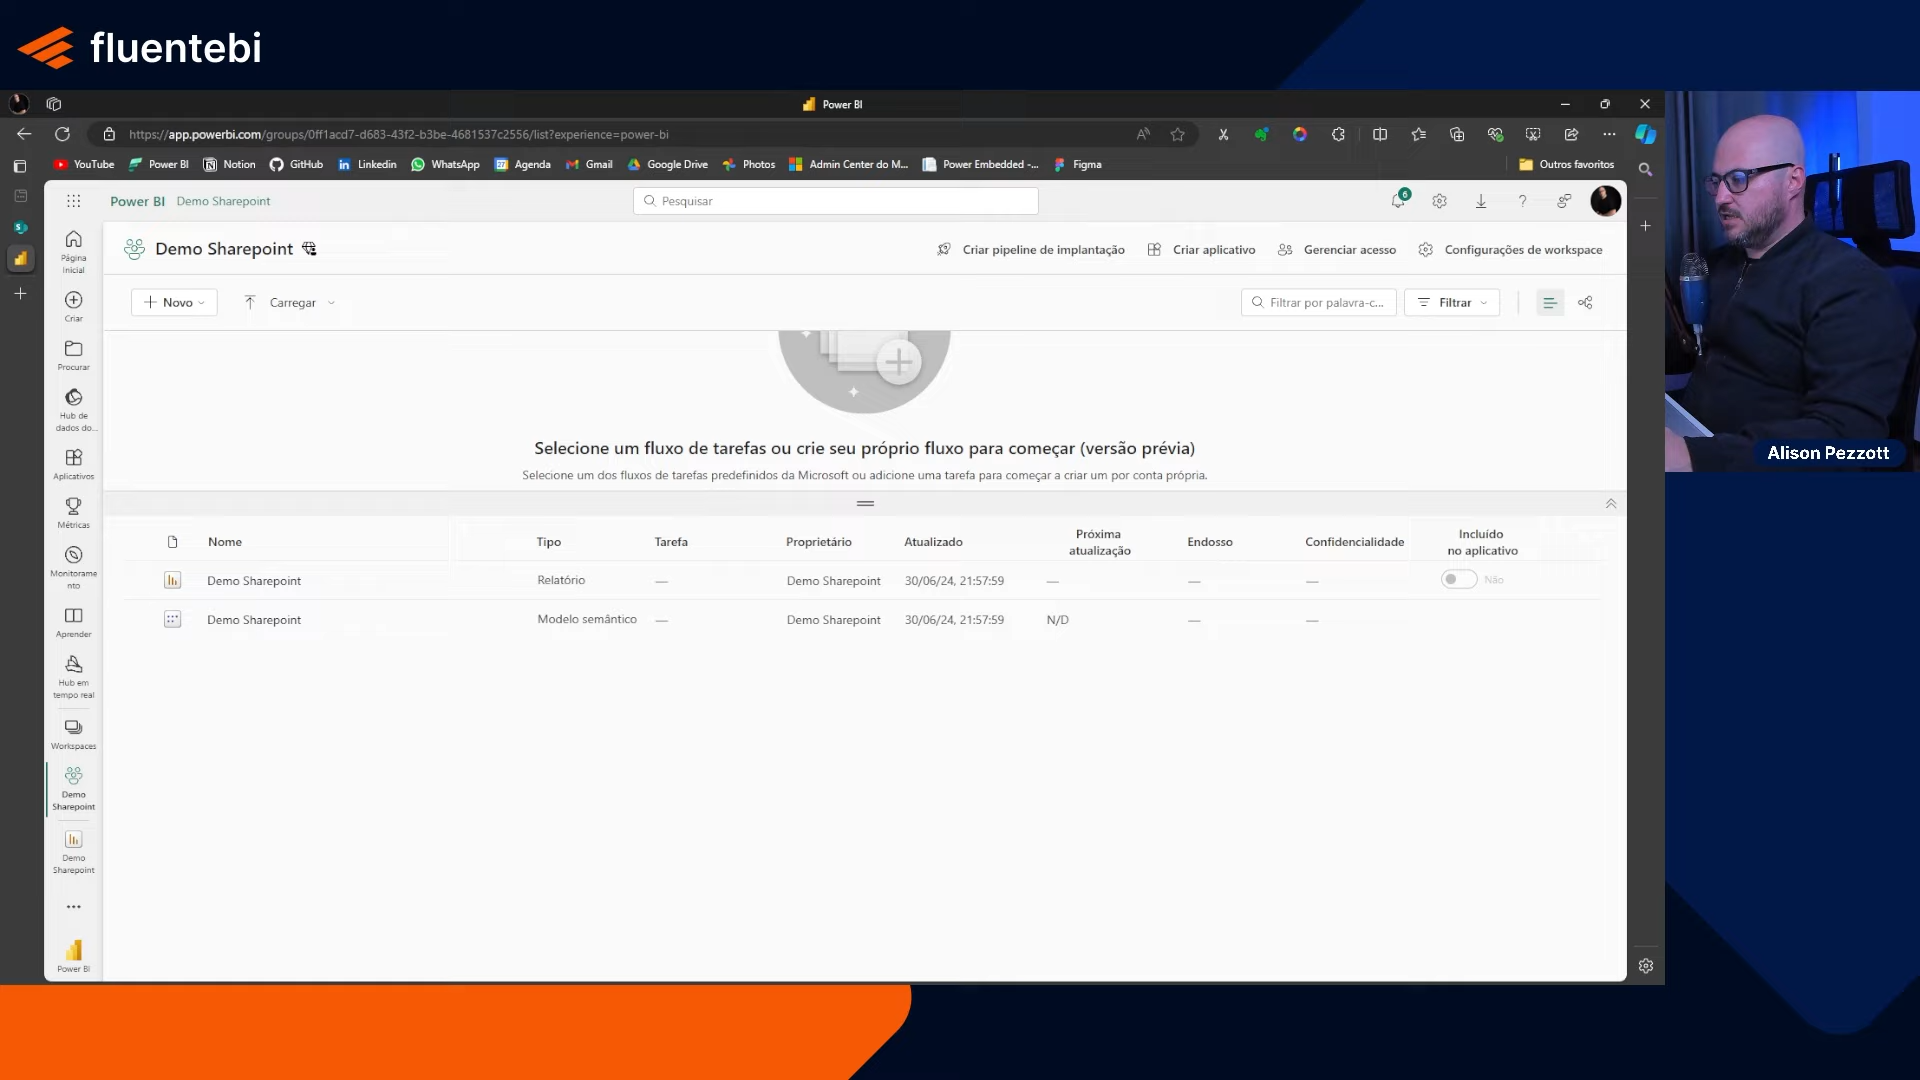 fluentebi
Power BI
https://app.powerbi.com/groups/0ff1acd7-d683-43f2-b3be-4681537c2556/list?experience=power-bi
YouTube
Power BI
Notion
GitHub
Linkedin
WhatsApp
Agenda
Gmail
Google Drive
Photos
Admin Center do M...
Power Embedded -...
Figma
Outros favoritos
Power BI
Demo Sharepoint
Pesquisar
6
Demo Sharepoint
Criar pipeline de implantação
Criar aplicativo
Gerenciar acesso
Configurações de workspace
Novo
Carregar
Filtrar por palavra-c...
Filtrar
Página
inicial
Criar
Procurar
Hub de
dados do...
Aplicativos
Métricas
Monitorame
nto
Aprender
Hub em
tempo real
Workspaces
Demo
Sharepoint
Demo
Sharepoint
Power BI
Selecione um fluxo de tarefas ou crie seu próprio fluxo para começar (versão prévia)
Selecione um dos fluxos de tarefas predefinidos da Microsoft ou adicione uma tarefa para começar a criar um por conta própria.
Nome
Tipo
Tarefa
Proprietário
Atualizado
Próxima
atualização
Endosso
Confidencialidade
Incluído
no aplicativo
Demo Sharepoint Relatório — Demo Sharepoint 30/06/24, 21:57:59 — — — Não
Demo Sharepoint Modelo semântico — Demo Sharepoint 30/06/24, 21:57:59 N/D — —
Alison Pezzott